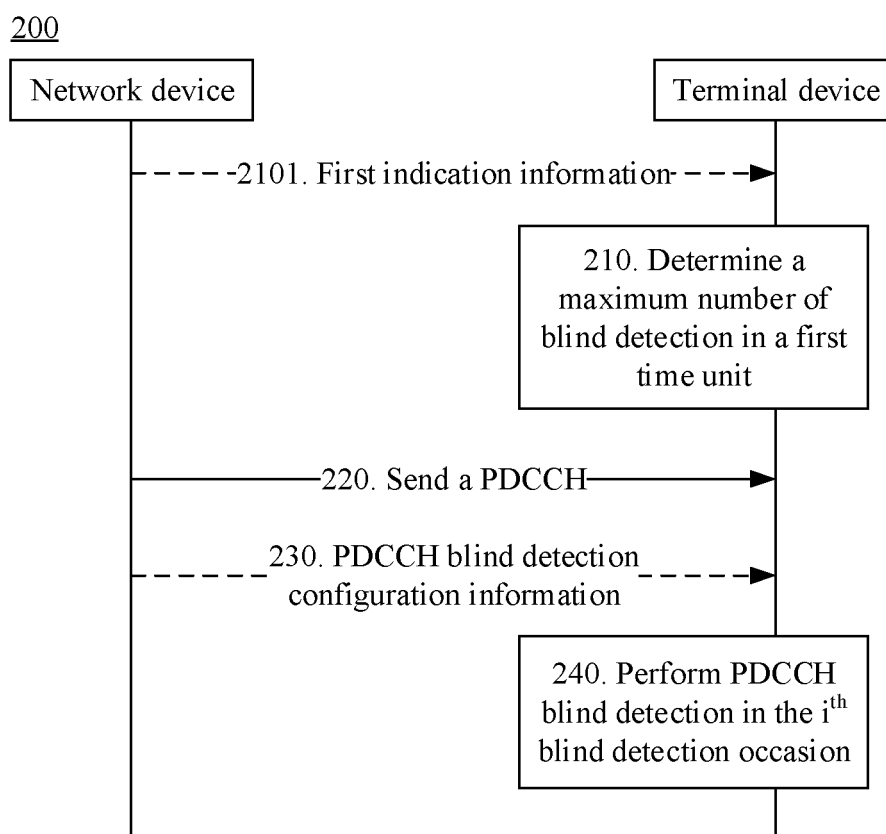 200
Network device
Terminal device
2101. First indication information
210. Determine a
maximum number of
blind detection in a first
time unit
220. Send a PDCCH
230. PDCCH blind detection
configuration information
240. Perform PDCCH
blind detection in the i^th
blind detection occasion